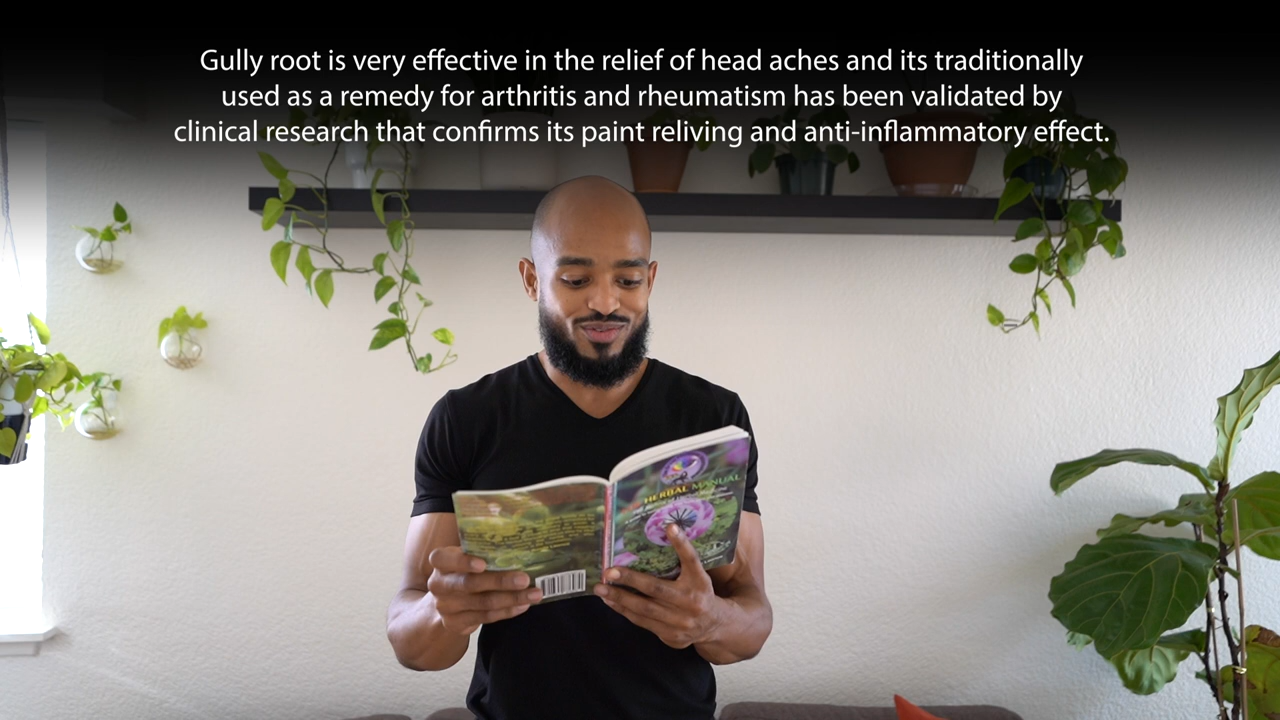 Gully root is very effective in the relief of head aches and its traditionally
used as a remedy for arthritis and rheumatism has been validated by
clinical research that confirms its paint reliving and anti-inflammatory effect.
HERBAL MANUAL